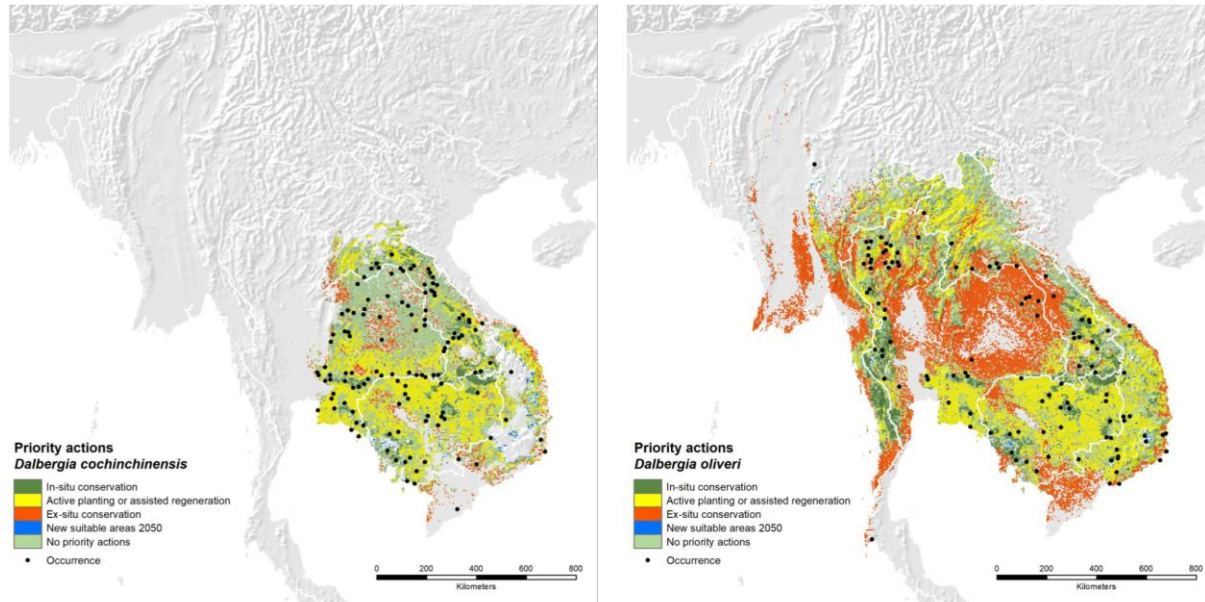 Priority actions
Dalbergia cochinchinensis
In-situ conservation
Active planting or assisted regeneration
Ex-situ conservation
New suitable areas 2050
No priority actions
Occurrence
0 200 400 600 800
Kilometers
Priority actions
Dalbergia oliveri
In-situ conservation
Active planting or assisted regeneration
Ex-situ conservation
New suitable areas 2050
No priority actions
Occurrence
0 200 400 600 800
Kilometers